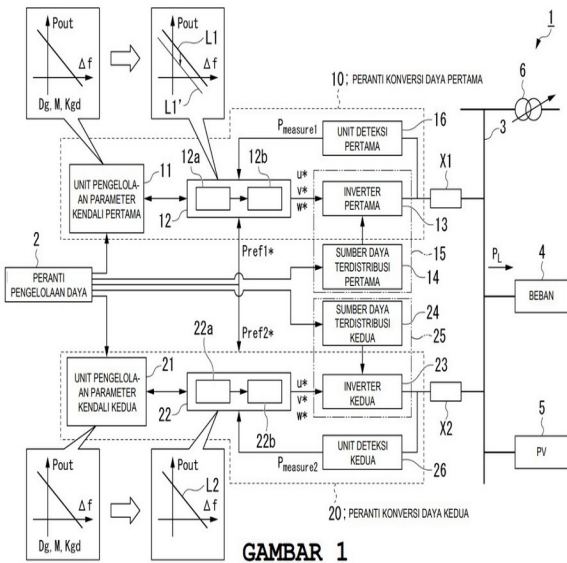 Pout
Δf
Dg, M, Kgd
Pout
L1
Δf
L1'
1
6
10; PERANTI KONVERSI DAYA PERTAMA
3
Pmeasure1
UNIT DETEKSI
PERTAMA
16
11
12a
12b
X1
UNIT PENGELOLA-
AN PARAMETER
KENDALI PERTAMA
12
u*
v*
w*
INVERTER
PERTAMA
13
2
PERANTI
PENGELOLAAN DAYA
Pref1*
15
SUMBER DAYA
TERDISTRIBUSI
PERTAMA
14
PL
4
BEBAN
Pref2*
SUMBER DAYA
TERDISTRIBUSI
KEDUA
24
25
21
22a
UNIT PENGELOLA-
AN PARAMETER
KENDALI KEDUA
22
22b
u*
v*
w*
INVERTER
KEDUA
23
X2
5
PV
Pmeasure2
UNIT DETEKSI
KEDUA
26
Pout
Δf
Dg, M, Kgd
Pout
L2
Δf
20; PERANTI KONVERSI DAYA KEDUA
GAMBAR 1